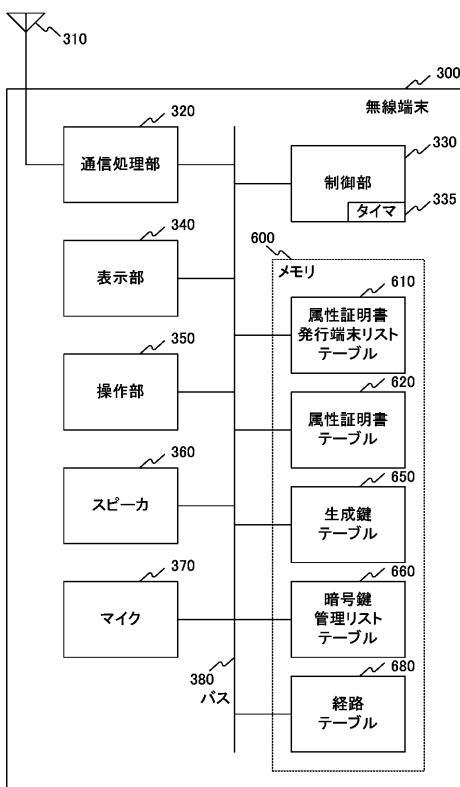 310
300
無線端末
320
通信処理部
330
制御部
タイマ
335
340
表示部
600
メモリ
610
属性証明書
発行端末リスト
テーブル
350
操作部
620
属性証明書
テーブル
360
スピーカ
650
生成鍵
テーブル
370
マイク
660
暗号鍵
管理リスト
テーブル
380
バス
680
経路
テーブル